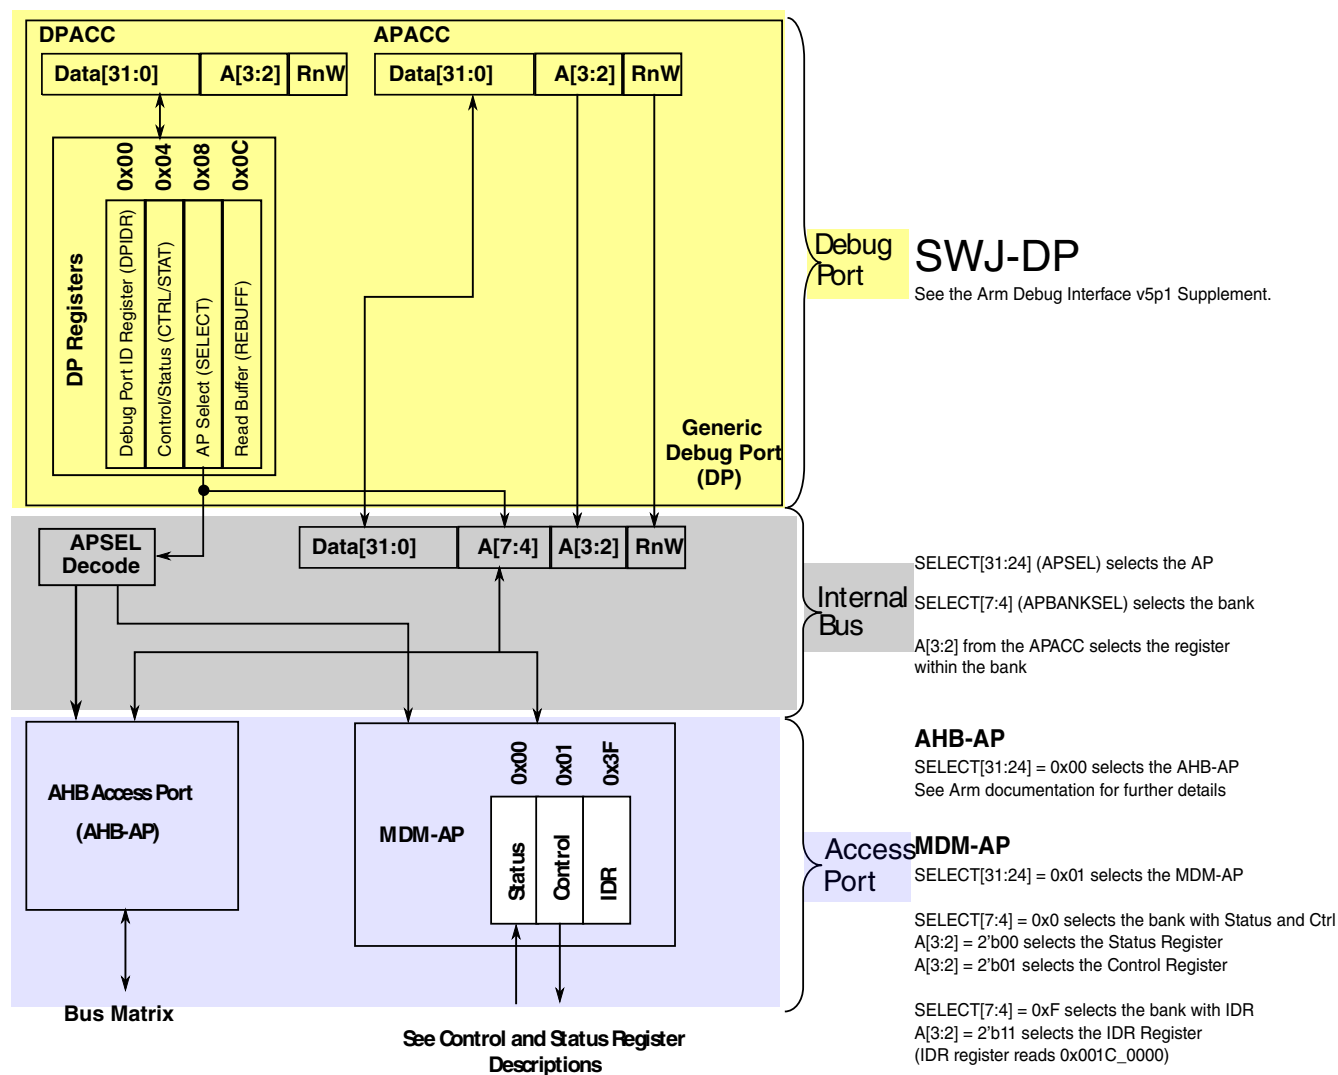 DPACC
APACC
Data[31:0] A[3:2] RnW
Data[31:0] A[3:2] RnW
0x00
0x04
0x08
0x0C
DP Registers
Debug Port ID Register (DPIDR)
Control/Status (CTRL/STAT)
AP Select (SELECT)
Read Buffer (REBUFF)
Generic
Debug Port
(DP)
Debug
Port
SWJ-DP
See the Arm Debug Interface v5p1 Supplement.
APSEL
Decode
Data[31:0] A[7:4] A[3:2] RnW
Internal
Bus
SELECT[31:24] (APSEL) selects the AP
SELECT[7:4] (APBANKSEL) selects the bank
A[3:2] from the APACC selects the register
within the bank
AHB Access Port
(AHB-AP)
Bus Matrix
MDM-AP
0x00
0x01
0x3F
Status
Control
IDR
See Control and Status Register
Descriptions
Access
Port
AHB-AP
SELECT[31:24] = 0x00 selects the AHB-AP
See Arm documentation for further details
MDM-AP
SELECT[31:24] = 0x01 selects the MDM-AP
SELECT[7:4] = 0x0 selects the bank with Status and Ctrl
A[3:2] = 2'b00 selects the Status Register
A[3:2] = 2'b01 selects the Control Register
SELECT[7:4] = 0xF selects the bank with IDR
A[3:2] = 2'b11 selects the IDR Register
(IDR register reads 0x001C_0000)